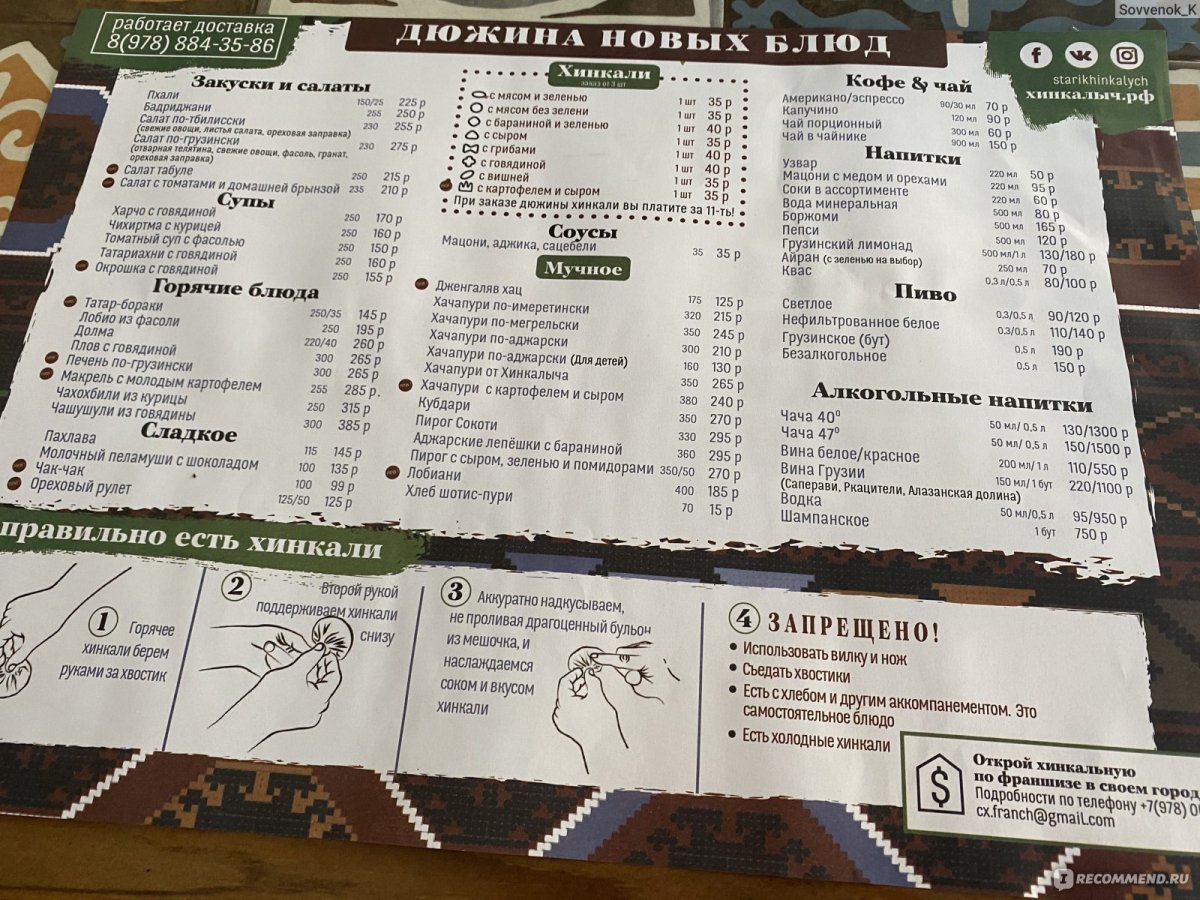 Sovvenok_K
работает доставка
8(978) 884-35-86
ДЮЖИНА НОВЫХ БЛЮД
starikhinkalych
хинкалыч.рф
Закуски и салаты
Пхали 150/25 225 р
Бадриджани 255 250 р
Салат по-тбилисски 230 255 р
(свежие овощи, листья салата, ореховая заправка)
Салат по-грузински 230 275 р
(отварная телятина, свежие овощи, фасоль, гранат,
ореховая заправка)
Салат табуле 250 215 р
Салат с томатами и домашней брынзой 235 210 р
Супы
Харчо с говядиной 250 170 р
Чихиртма с курицей 250 160 р
Томатный суп с фасолью 250 150 р
Татариахни с говядиной 250 160 р
Окрошка с говядиной 250 155 р
Горячие блюда
Татар-бораки 250/35 145 р
Лобио из фасоли 250 195 р
Долма 220/40 260 р
Плов с говядиной 300 265 р
Печень по-грузински 300 265 р
Макрель с молодым картофелем 255 285 р.
Чахохбили из курицы 250 315 р
Чашушули из говядины 300 385 р
Сладкое
Пахлава 115 145 р
Молочный пеламуши с шоколадом 100 135 р
Чак-чак 100 99 р
Ореховый рулет 125/50 125 р
Хинкали
заказ от 3 шт
с мясом и зеленью 1 шт 35 р
с мясом без зелени 1 шт 35 р
с бараниной и зеленью 1 шт 40 р
с сыром 1 шт 35 р
с грибами 1 шт 40 р
с говядиной 1 шт 40 р
с вишней 1 шт 35 р
с картофелем и сыром 1 шт 35 р
При заказе дюжины хинкали вы платите за 11-ть!
Соусы
Мацони, аджика, сацебели 35 35 р
Мучное
Дженгаляв хац 175 125 р
Хачапури по-имеретински 320 215 р
Хачапури по-мегрельски 350 245 р
Хачапури по-аджарски 300 210 р
Хачапури по-аджарски (Для детей) 160 130 р
Хачапури от Хинкалыча 350 265 р
Хачапури с картофелем и сыром 380 240 р
Кубдари 350 270 р
Пирог Сокоти 330 295 р
Аджарские лепёшки с бараниной 360 295 р
Пирог с сыром, зеленью и помидорами 350/50 270 р
Лобиани 400 185 р
Хлеб шотис-пури 70 15 р
Кофе & чай
Американо/эспрессо 90/30 мл 70 р
Капучино 120 мл 90 р
Чай порционный 300 мл 60 р
Чай в чайнике 900 мл 150 р
Напитки
Узвар 220 мл 50 р
Мацони с медом и орехами 220 мл 95 р
Соки в ассортименте 220 мл 90 р
Вода минеральная 500 мл 80 р
Боржоми 500 мл 165 р
Пепси 500 мл 120 р
Грузинский лимонад 500 мл/1 л 130/180 р
Айран (с зеленью на выбор) 250 мл 70 р
Квас 0,3 л/0,5 л 80/100 р
Пиво
Светлое 0,3/0,5 л 90/120 р
Нефильтрованное белое 0,3/0,5 л 110/140 р
Грузинское (бут) 0,5 л 190 р
Безалкогольное 0,5 л 150 р
Алкогольные напитки
Чача 40⁰ 50 мл/ 0,5 л 130/1300 р
Чача 47⁰ 50 мл/ 0,5 л 150/1500 р
Вина белое/красное 200 мл/ 1 л 110/550 р
Вина Грузии 150 мл/ 1 бут 220/1100 р
(Саперави, Ркацители, Алазанская долина)
Водка 50 мл/0,5 л 95/950 р
Шампанское 1 бут 750 р
правильно есть хинкали
1 Горячее
хинкали берем
руками за хвостик
2 Второй рукой
поддерживаем хинкали
снизу
3 Аккуратно надкусываем,
не проливая драгоценный бульон
из мешочка, и
наслаждаемся
соком и вкусом
хинкали
4 ЗАПРЕЩЕНО!
• Использовать вилку и нож
• Съедать хвостики
• Есть с хлебом и другим аккомпанементом. Это
самостоятельное блюдо
• Есть холодные хинкали
Открой хинкальную
по франшизе в своем город
Подробности по телефону +7(978) 0
cx.franch@gmail.com
RECOMMEND.RU